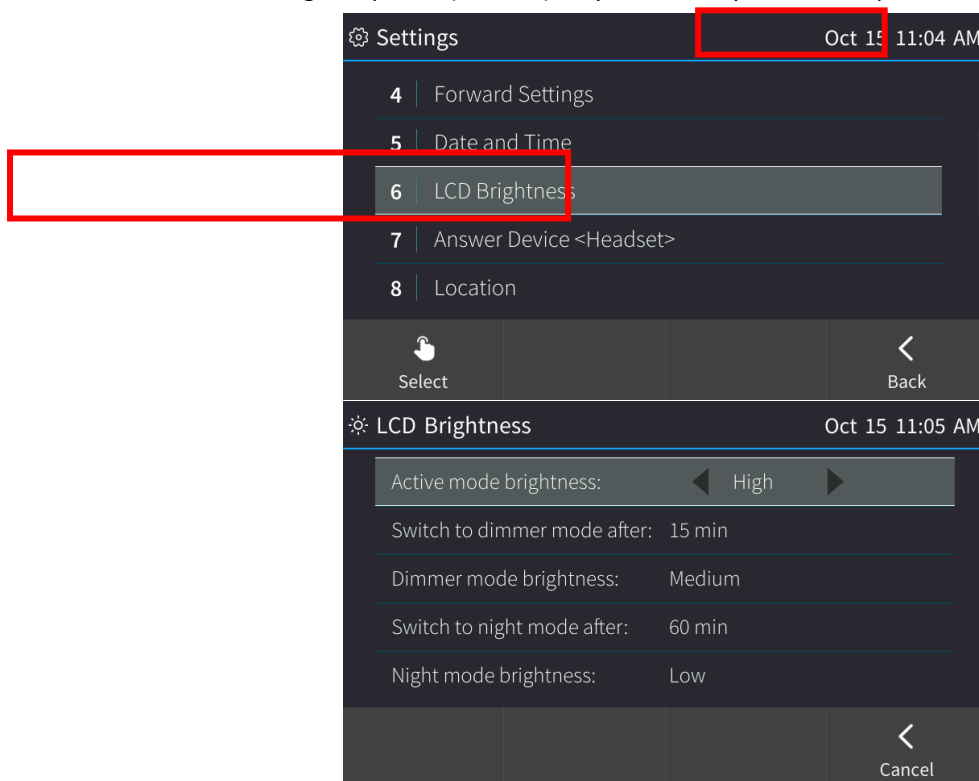 Settings Oct 15 11:04 AM
4 Forward Settings
5 Date and Time
6 LCD Brightness
7 Answer Device <Headset>
8 Location
Select Back
LCD Brightness Oct 15 11:05 AM
Active mode brightness: High
Switch to dimmer mode after: 15 min
Dimmer mode brightness: Medium
Switch to night mode after: 60 min
Night mode brightness: Low
Cancel